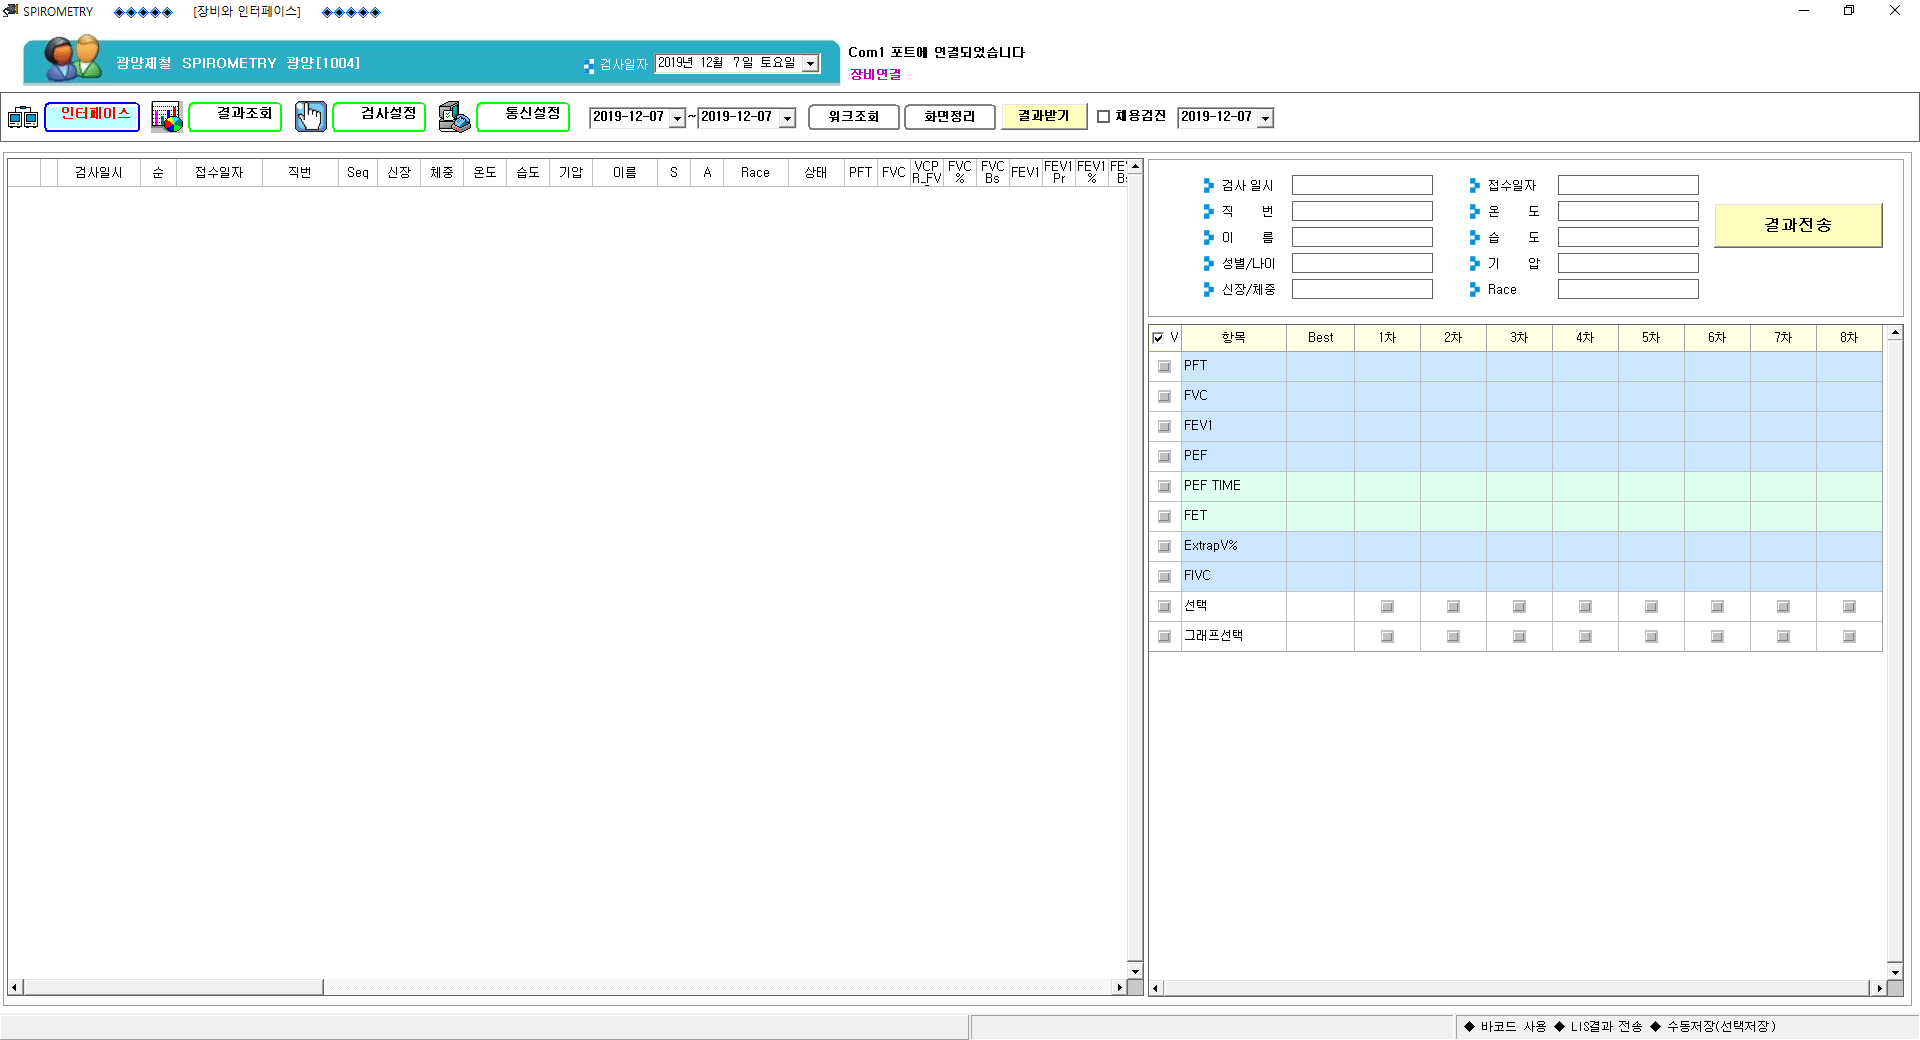 SPIROMETRY ◆◆◆◆◆ [장비와 인터페이스] ◆◆◆◆◆
광양제철 SPIROMETRY 광양[1004] 검사일자 2019년 12월 7일 토요일
Com1 포트에 연결되었습니다
장비연결
인터페이스 결과조회 검사설정 통신설정 2019-12-07 ~ 2019-12-07 워크조회 화면정리 결과받기 채용검진 2019-12-07
검사일시 순 접수일자 직번 Seq 신장 체중 온도 습도 기압 이름 S A Race 상태 PFT FVC VCP R_FV FVC % FVC Bs FEV1 FEV1 Pr FEV1 %
검사 일시 접수일자
직 번 온 도
이 름 습 도
성별/나이 기 압
신장/체중 Race
결과전송
V 항목 Best 1차 2차 3차 4차 5차 6차 7차 8차
PFT
FVC
FEV1
PEF
PEF TIME
FET
ExtrapV%
FIVC
선택
그래프선택
◆ 바코드 사용 ◆ LIS결과 전송 ◆ 수동저장(선택저장)